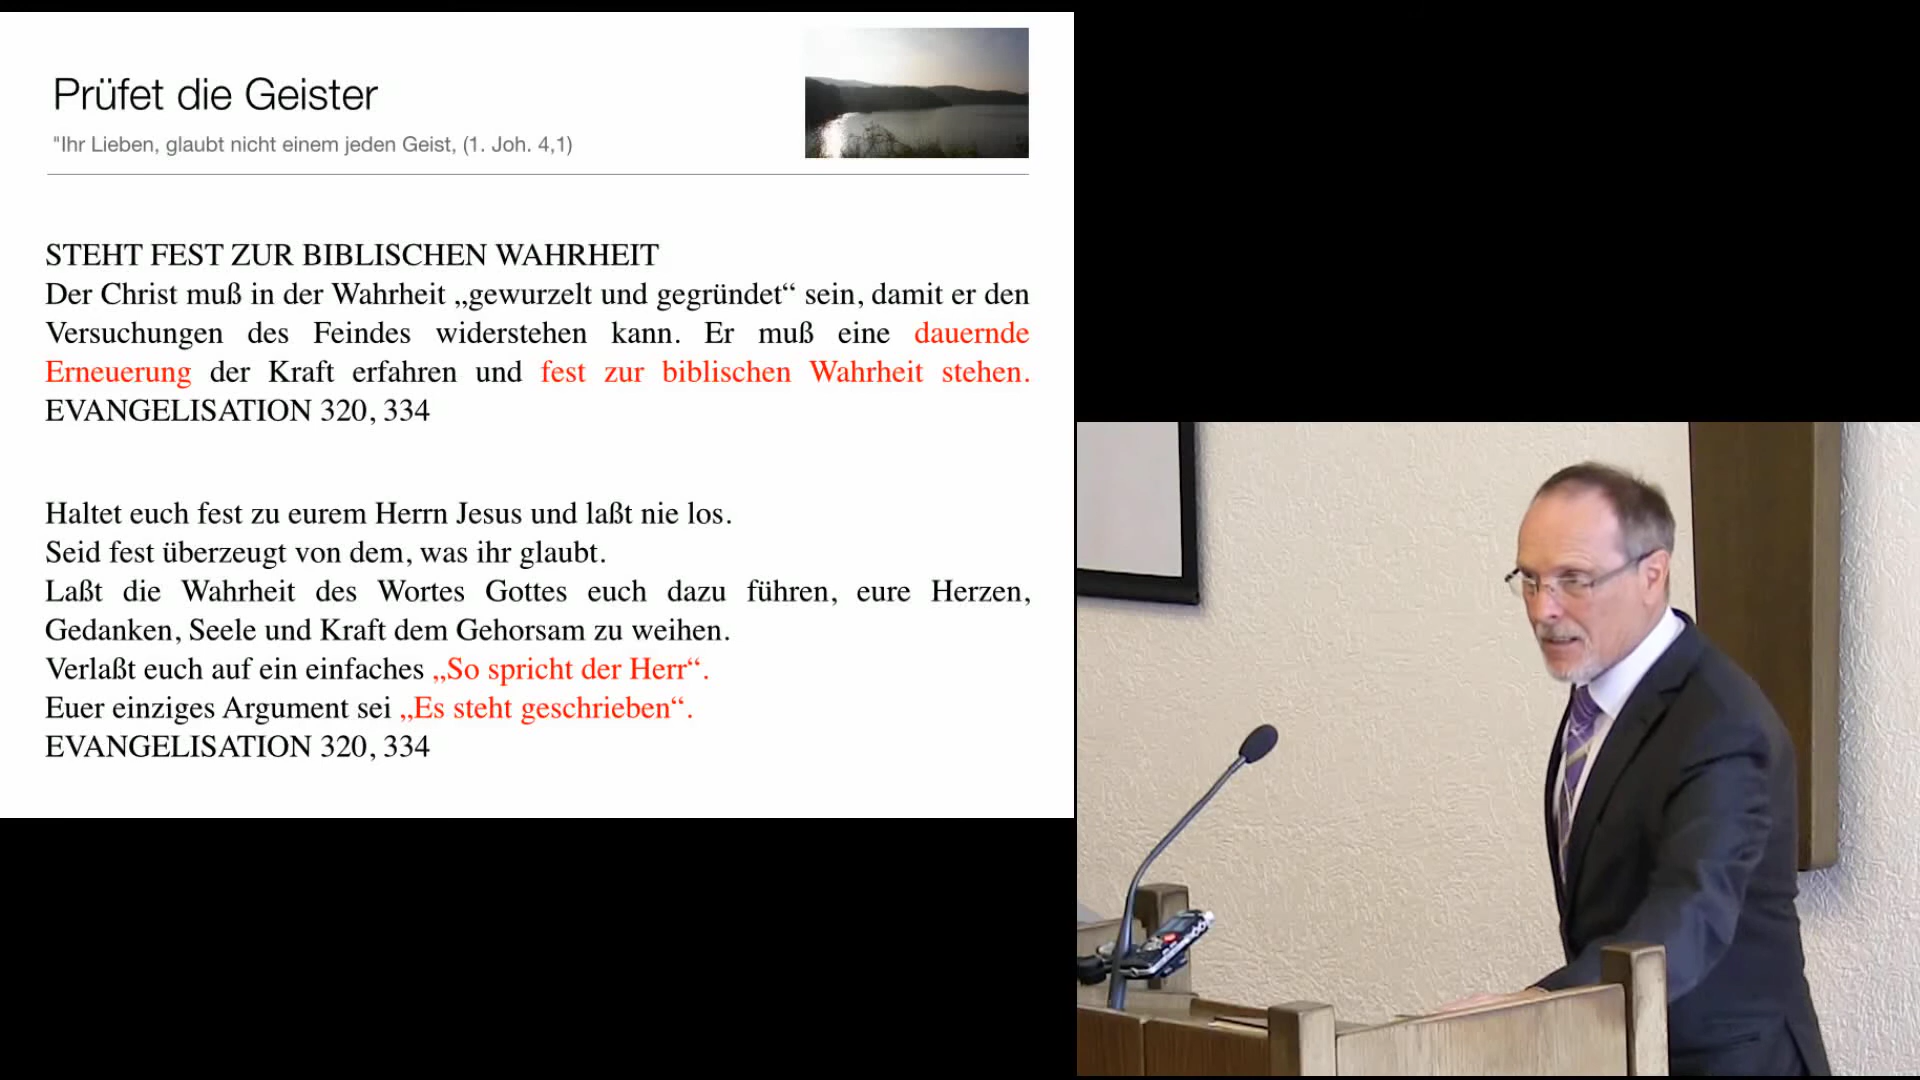 Prüfet die Geister
"Ihr Lieben, glaubt nicht einem jeden Geist, (1. Joh. 4,1)
STEHT FEST ZUR BIBLISCHEN WAHRHEIT
Der Christ muß in der Wahrheit „gewurzelt und gegründet“ sein, damit er den
Versuchungen des Feindes widerstehen kann. Er muß eine dauernde
Erneuerung der Kraft erfahren und fest zur biblischen Wahrheit stehen.
EVANGELISATION 320, 334
Haltet euch fest zu eurem Herrn Jesus und laßt nie los.
Seid fest überzeugt von dem, was ihr glaubt.
Laßt die Wahrheit des Wortes Gottes euch dazu führen, eure Herzen,
Gedanken, Seele und Kraft dem Gehorsam zu weihen.
Verlaßt euch auf ein einfaches „So spricht der Herr“.
Euer einziges Argument sei „Es steht geschrieben“.
EVANGELISATION 320, 334